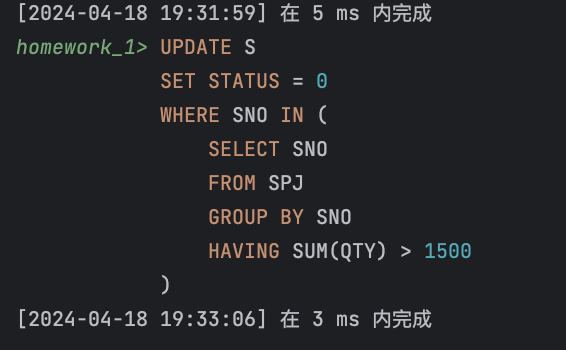 [2024-04-18 19:31:59] 在 5 ms 内完成
homework_1> UPDATE S
SET STATUS = 0
WHERE SNO IN (
SELECT SNO
FROM SPJ
GROUP BY SNO
HAVING SUM(QTY) > 1500
)
[2024-04-18 19:33:06] 在 3 ms 内完成